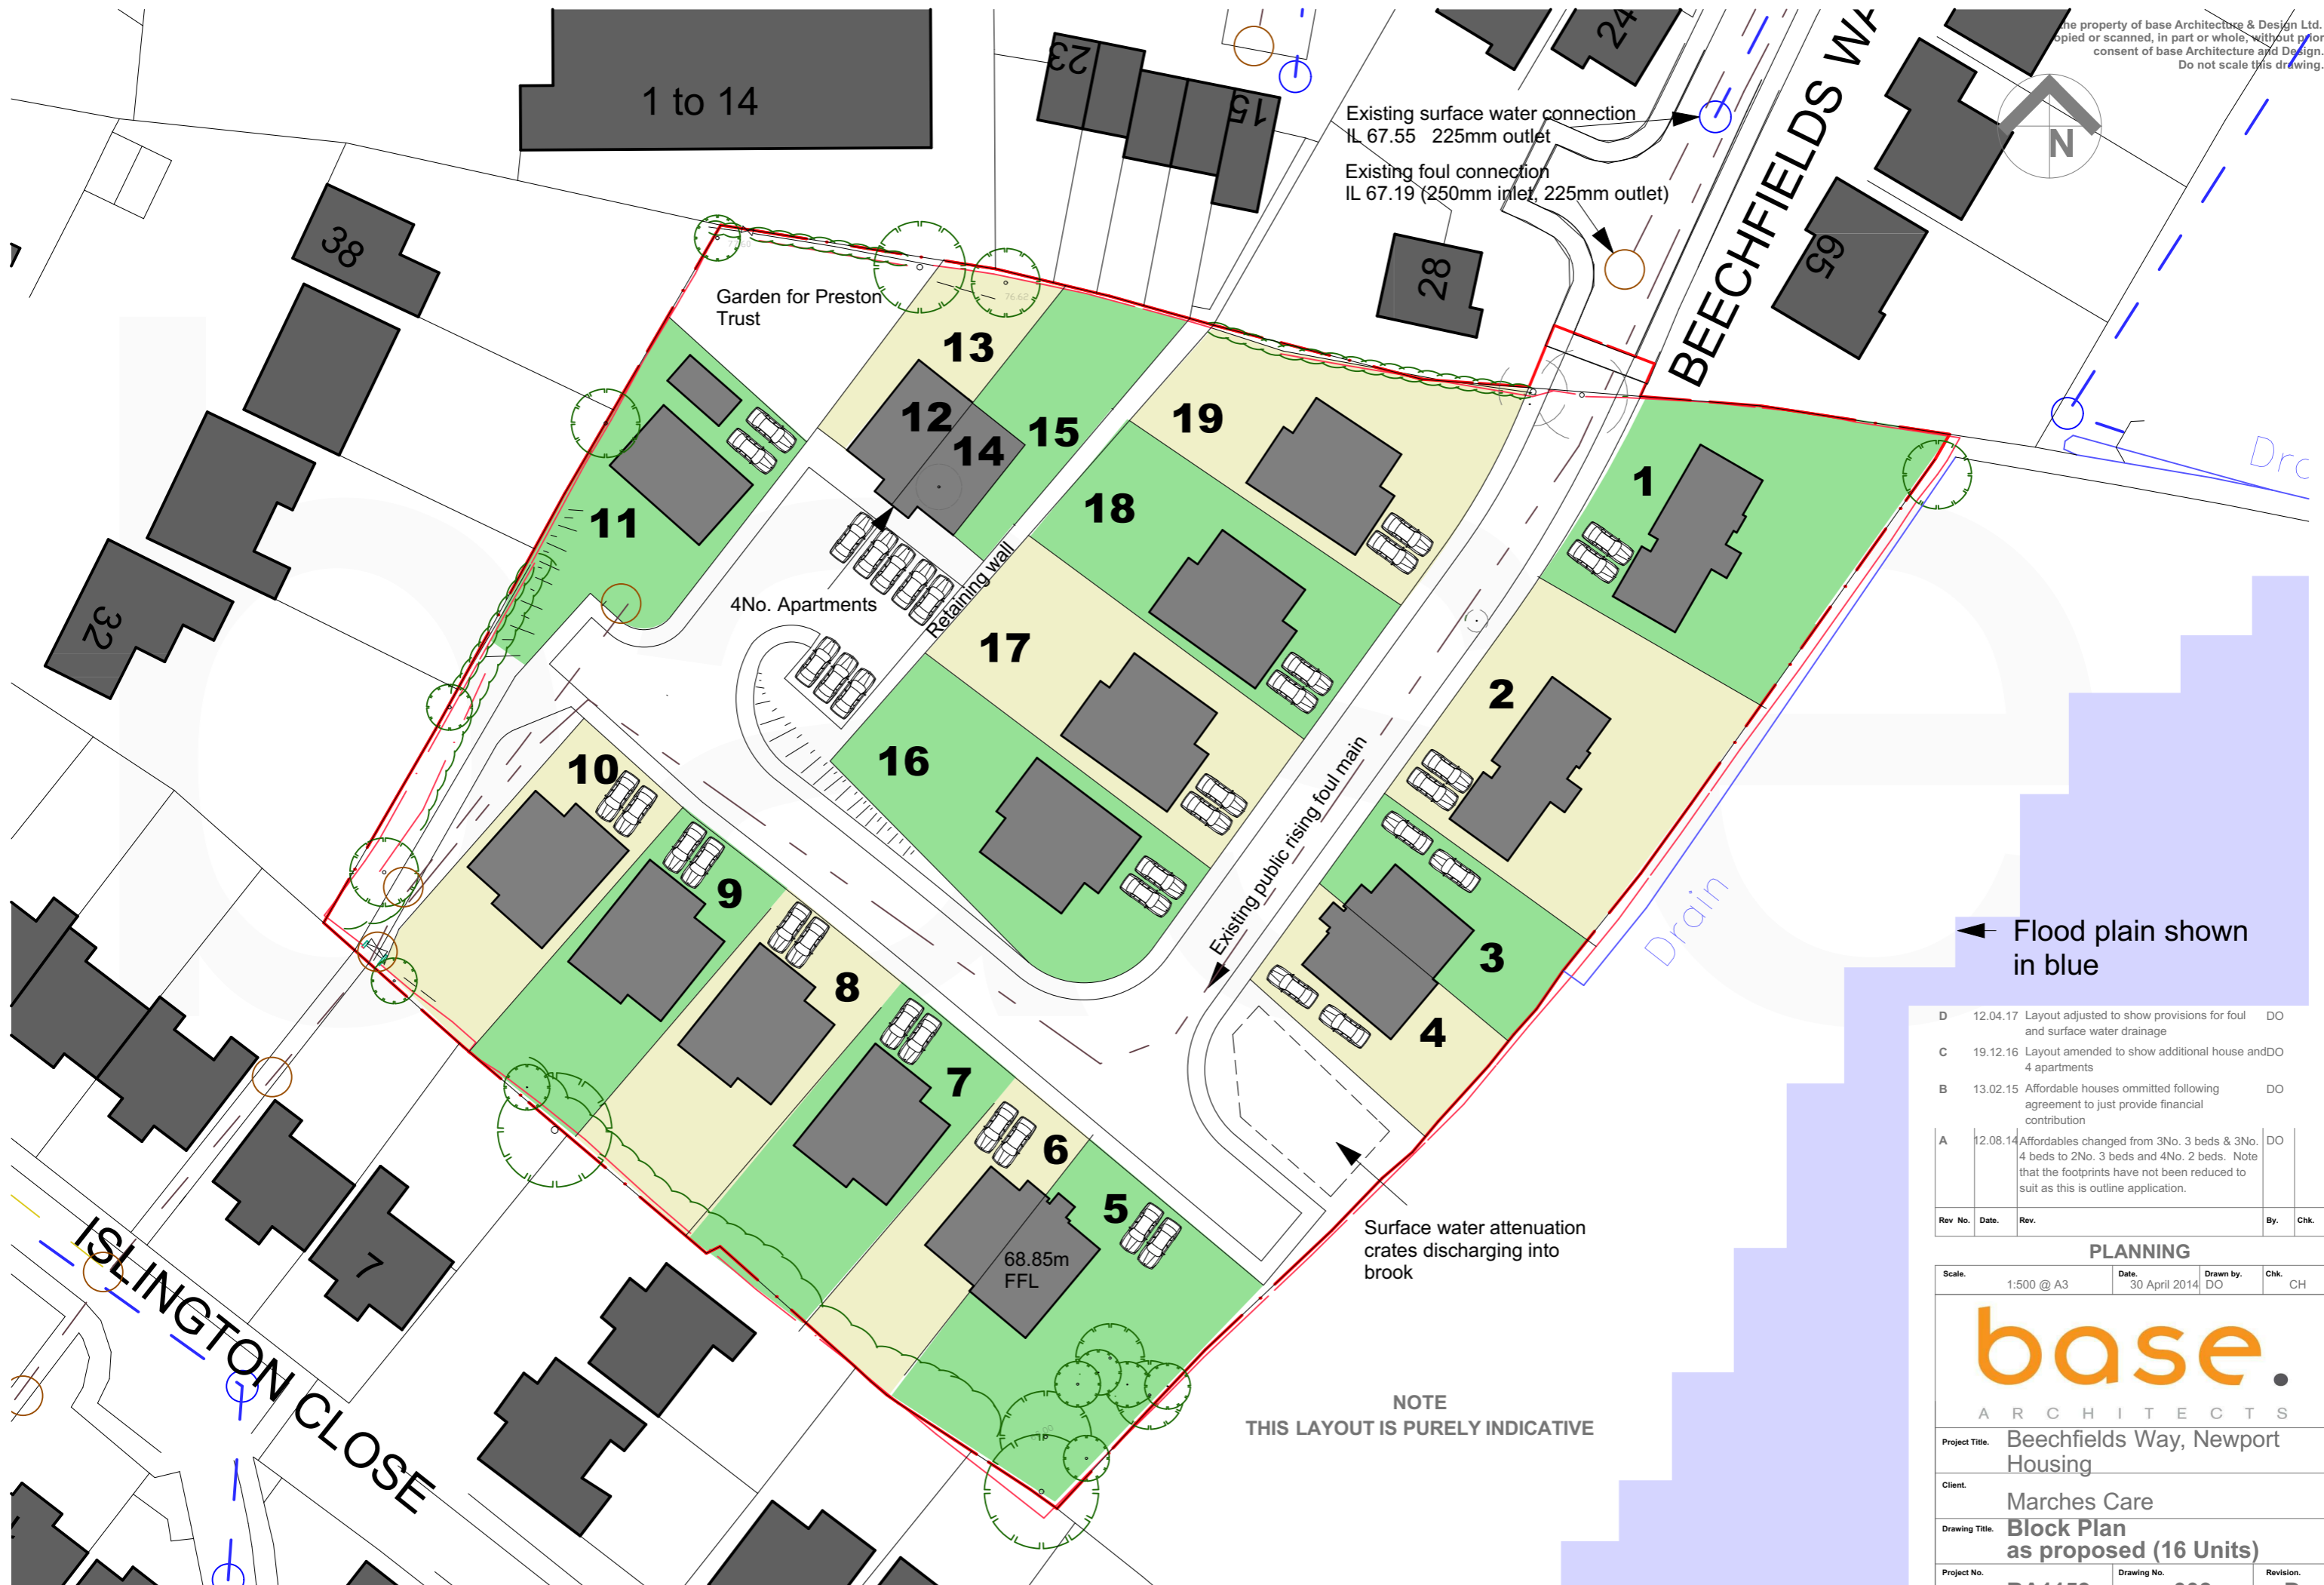 the property of base Architecture & Design Ltd.
opied or scanned, in part or whole, without prior
consent of base Architecture and Design.
Do not scale this drawing.
N
1 to 14
23
15
24
Existing surface water connection
IL 67.55 225mm outlet
Existing foul connection
IL 67.19 (250mm inlet, 225mm outlet)
BEECHFIELDS WA
28
65
38
32
Garden for Preston
Trust
76.62
13
12
14
15
19
18
17
16
11
1
2
3
4
10
9
8
7
6
5
4No. Apartments
Retaining wall
Existing public rising foul main
Drain
Flood plain shown
in blue
68.85m
FFL
Surface water attenuation
crates discharging into
brook
7
ISLINGTON CLOSE
NOTE
THIS LAYOUT IS PURELY INDICATIVE
D 12.04.17 Layout adjusted to show provisions for foul DO
and surface water drainage
C 19.12.16 Layout amended to show additional house and DO
4 apartments
B 13.02.15 Affordable houses ommitted following DO
agreement to just provide financial
contribution
A 12.08.14 Affordables changed from 3No. 3 beds & 3No. DO
4 beds to 2No. 3 beds and 4No. 2 beds. Note
that the footprints have not been reduced to
suit as this is outline application.
Rev No. Date. Rev. By. Chk.
PLANNING
Scale. Date. Drawn by. Chk.
1:500 @ A3 30 April 2014 DO CH
base.
ARCHITECTS
Project Title. Beechfields Way, Newport
Housing
Client.
Marches Care
Drawing Title. Block Plan
as proposed (16 Units)
Project No. Drawing No. Revision.